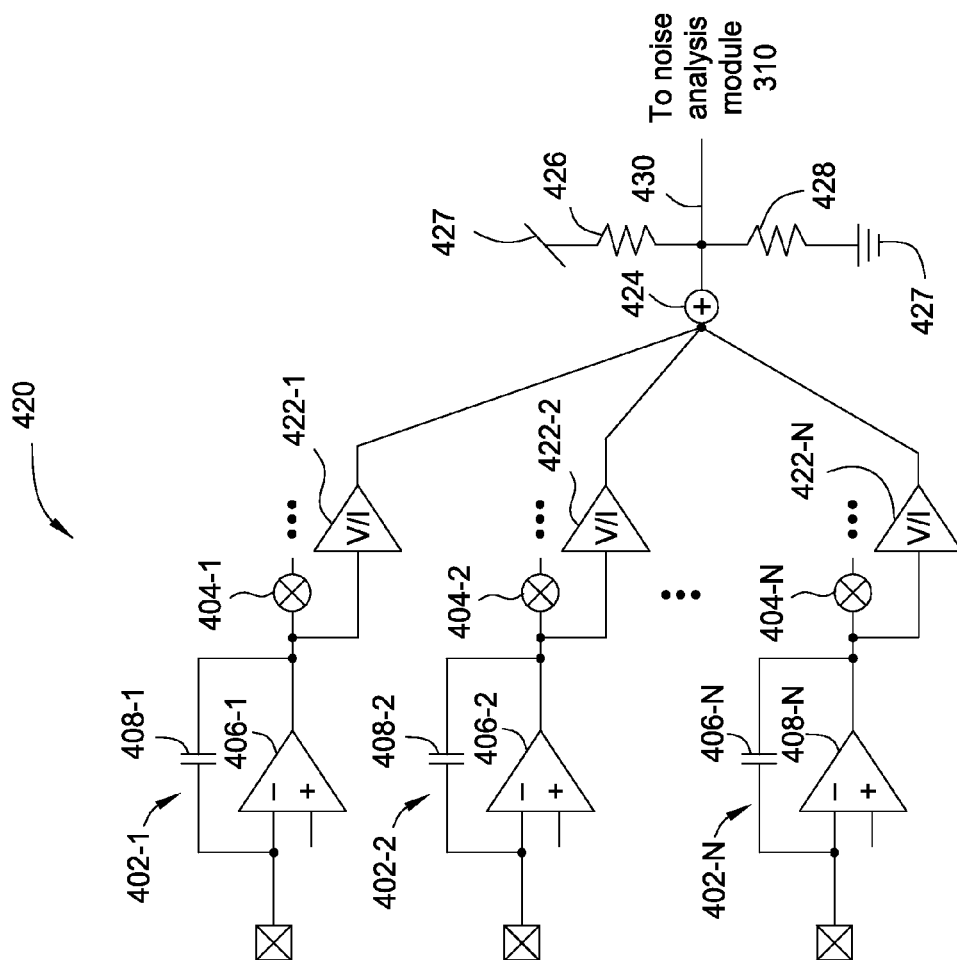 420
402-1
408-1
406-1
−
+
404-1
•••
422-1
V/I
402-2
408-2
406-2
−
+
404-2
•••
422-2
V/I
•••
402-N
406-N
408-N
−
+
404-N
•••
422-N
V/I
424
+
427
426
430
428
427
To noise
analysis
module
310